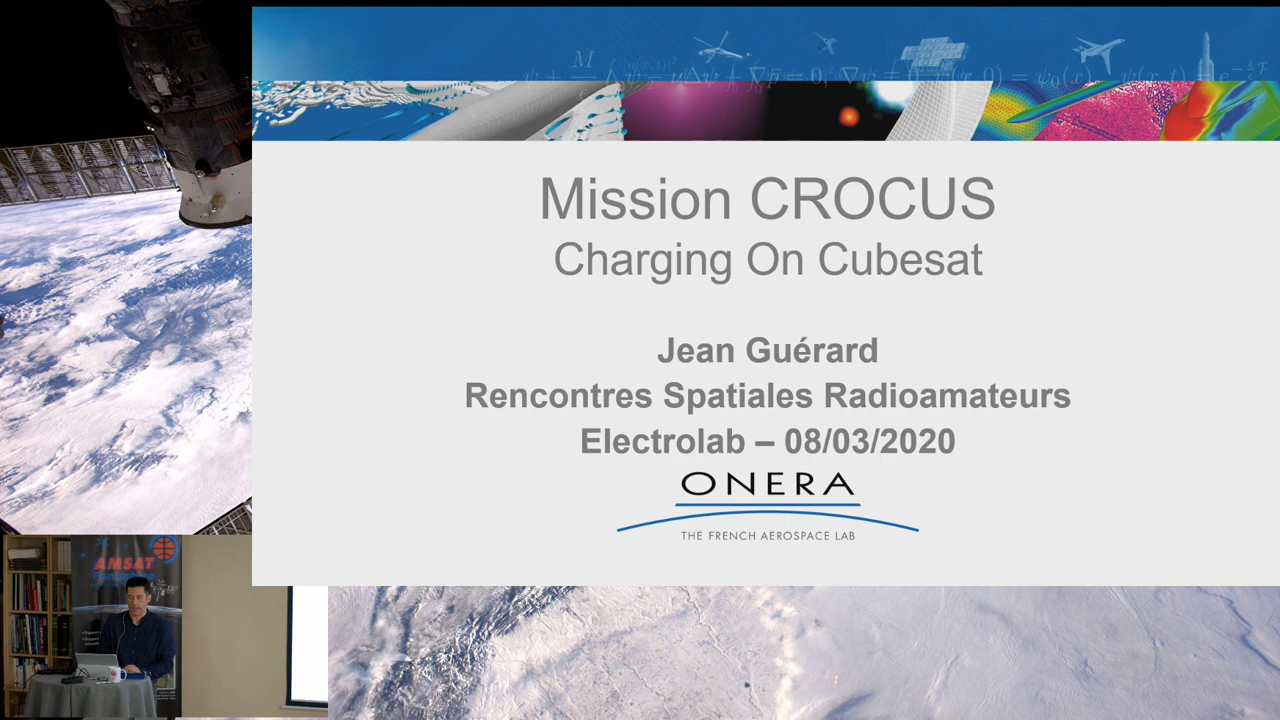 Mission CROCUS
Charging On Cubesat
Jean Guérard
Rencontres Spatiales Radioamateurs
Electrolab – 08/03/2020
ONERA
THE FRENCH AEROSPACE LAB
AMSAT